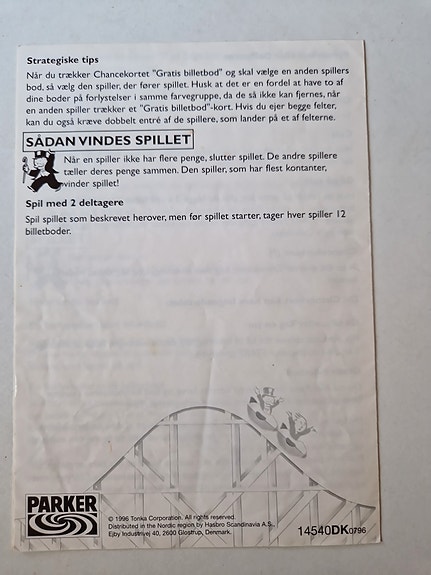 Strategiske tips
Når du trækker Chancekortet "Gratis billetbod" og skal vælge en anden spillers
bod, så vælg den spiller, der fører spillet. Husk at det er en fordel at have to af
dine boder på forlystelser i samme farvegruppe, da de så ikke kan fjernes, når
en anden spiller trækker et "Gratis billetbod"-kort. Hvis du ejer begge felter,
kan du også kræve dobbelt entré af de spillere, som lander på et af felterne.
SÅDAN VINDES SPILLET
Når en spiller ikke har flere penge, slutter spillet. De andre spillere
tæller deres penge sammen. Den spiller, som har flest kontanter,
vinder spillet!
Spil med 2 deltagere
Spil spillet som beskrevet herover, men før spillet starter, tager hver spiller 12
billetboder.
PARKER
© 1996 Tonka Corporation. All rights reserved.
Distributed in the Nordic region by Hasbro Scandinavia A.S.,
Ejby Industrivej 40, 2600 Glostrup, Denmark.
14540DK0796